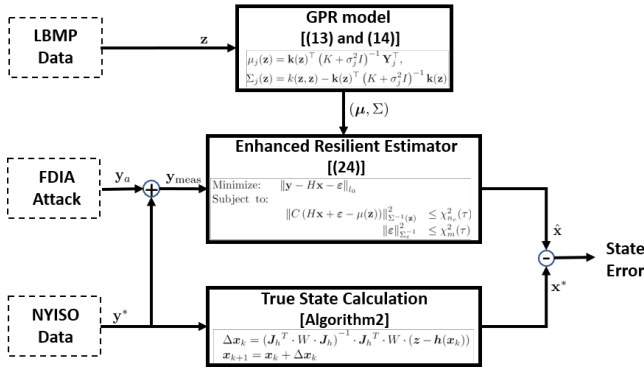 LBMP
Data
z
GPR model
[(13) and (14)]
μ_j(z) = k(z)^⊤ (K + σ_j^2 I)^{-1} Y_j^⊤,
Σ_j(z) = k(z, z) − k(z)^⊤ (K + σ_j^2 I)^{-1} k(z)
(μ, Σ)
FDIA
Attack
y_a
+
y_meas
Enhanced Resilient Estimator
[(24)]
Minimize: ‖y − Hx − ε‖_{l_0}
Subject to:
‖C (Hx + ε − μ(z))‖^2_{Σ^{-1}(z)} ≤ χ^2_{n_c}(τ)
‖ε‖^2_{Σ_ε^{-1}} ≤ χ^2_m(τ)
x̂
-
State
Error
x*
NYISO
Data
y*
True State Calculation
[Algorithm2]
Δx_k = (J_h^T · W · J_h)^{-1} · J_h^T · W · (z − h(x_k))
x_{k+1} = x_k + Δx_k